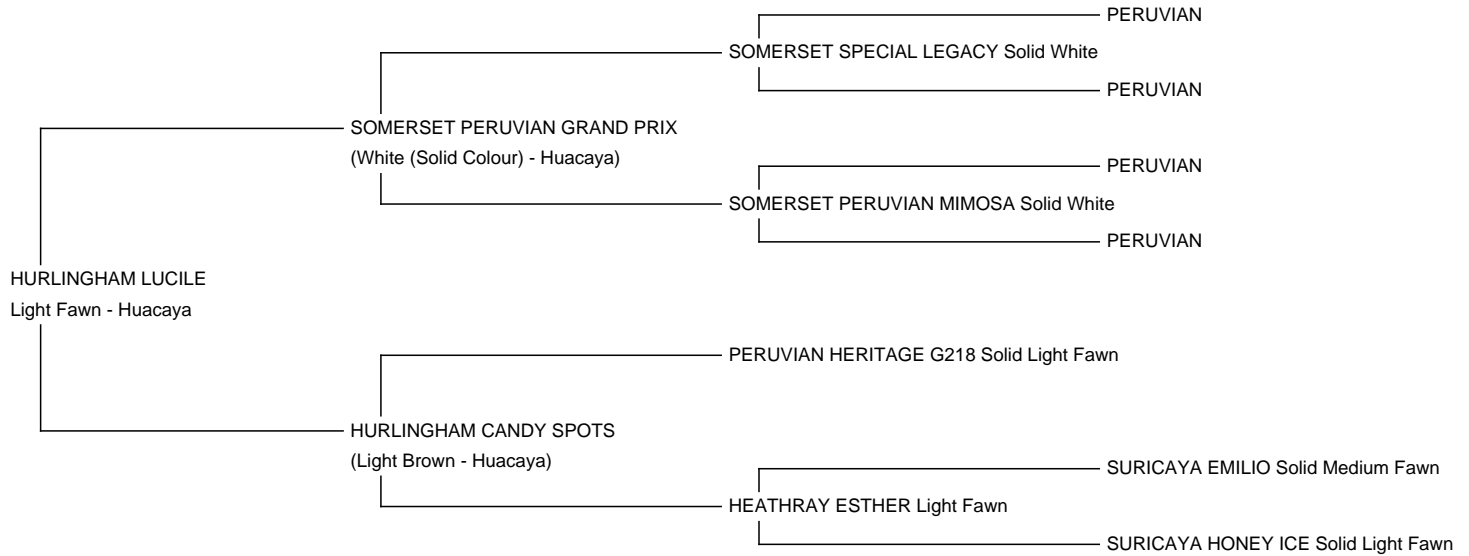 PERUVIAN
SOMERSET SPECIAL LEGACY Solid White
PERUVIAN
SOMERSET PERUVIAN GRAND PRIX
(White (Solid Colour) - Huacaya)
PERUVIAN
SOMERSET PERUVIAN MIMOSA Solid White
PERUVIAN
HURLINGHAM LUCILE
Light Fawn - Huacaya
PERUVIAN HERITAGE G218 Solid Light Fawn
HURLINGHAM CANDY SPOTS
(Light Brown - Huacaya)
SURICAYA EMILIO Solid Medium Fawn
HEATHRAY ESTHER Light Fawn
SURICAYA HONEY ICE Solid Light Fawn